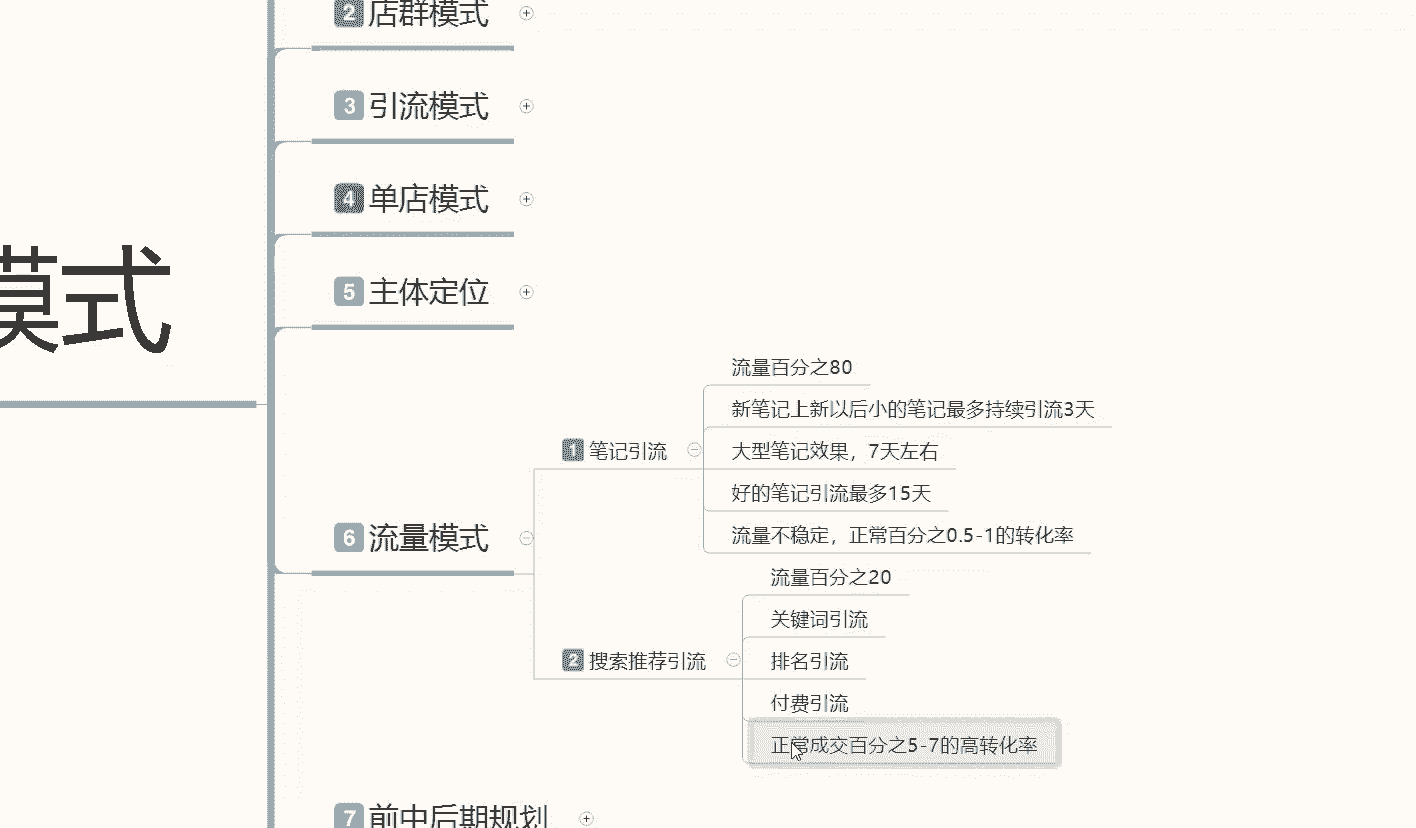 2 店群模式
3 引流模式
4 单店模式
5 主体定位
模式
6 流量模式
1 笔记引流
流量百分之80
新笔记上新以后小的笔记最多持续引流3天
大型笔记效果，7天左右
好的笔记引流最多15天
流量不稳定，正常百分之0.5-1的转化率
2 搜索推荐引流
流量百分之20
关键词引流
排名引流
付费引流
正常成交百分之5-7的高转化率
7 前中后期规划